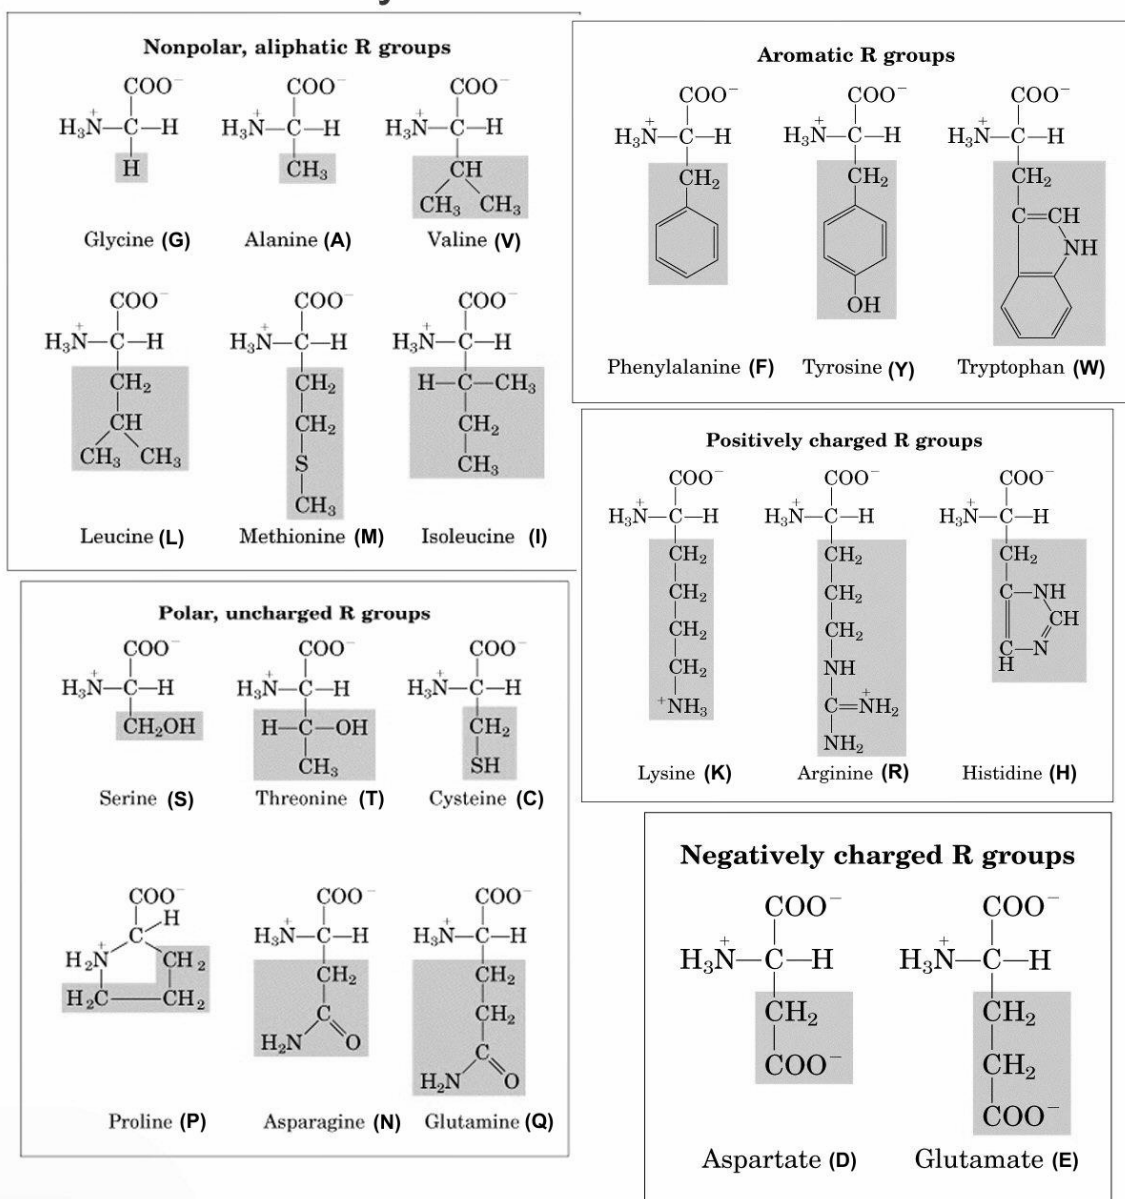 Nonpolar, aliphatic R groups
COO⁻
H₃N⁺—C—H
H
Glycine (G)
COO⁻
H₃N⁺—C—H
CH₃
Alanine (A)
COO⁻
H₃N⁺—C—H
CH
CH₃ CH₃
Valine (V)
COO⁻
H₃N⁺—C—H
CH₂
CH
CH₃ CH₃
Leucine (L)
COO⁻
H₃N⁺—C—H
CH₂
CH₂
S
CH₃
Methionine (M)
COO⁻
H₃N⁺—C—H
H—C—CH₃
CH₂
CH₃
Isoleucine (I)
Aromatic R groups
COO⁻
H₃N⁺—C—H
CH₂
Phenylalanine (F)
COO⁻
H₃N⁺—C—H
CH₂
OH
Tyrosine (Y)
COO⁻
H₃N⁺—C—H
CH₂
C=CH
NH
Tryptophan (W)
Positively charged R groups
COO⁻
H₃N⁺—C—H
CH₂
CH₂
CH₂
CH₂
⁺NH₃
Lysine (K)
COO⁻
H₃N⁺—C—H
CH₂
CH₂
CH₂
NH
C=N⁺H₂
NH₂
Arginine (R)
COO⁻
H₃N⁺—C—H
CH₂
C—NH
CH
C—N
H
Histidine (H)
Polar, uncharged R groups
COO⁻
H₃N⁺—C—H
CH₂OH
Serine (S)
COO⁻
H₃N⁺—C—H
H—C—OH
CH₃
Threonine (T)
COO⁻
H₃N⁺—C—H
CH₂
SH
Cysteine (C)
COO⁻
H
C
H₂N⁺ CH₂
H₂C—CH₂
Proline (P)
COO⁻
H₃N⁺—C—H
CH₂
C
H₂N O
Asparagine (N)
COO⁻
H₃N⁺—C—H
CH₂
CH₂
C
H₂N O
Glutamine (Q)
Negatively charged R groups
COO⁻
H₃N⁺—C—H
CH₂
COO⁻
Aspartate (D)
COO⁻
H₃N⁺—C—H
CH₂
CH₂
COO⁻
Glutamate (E)